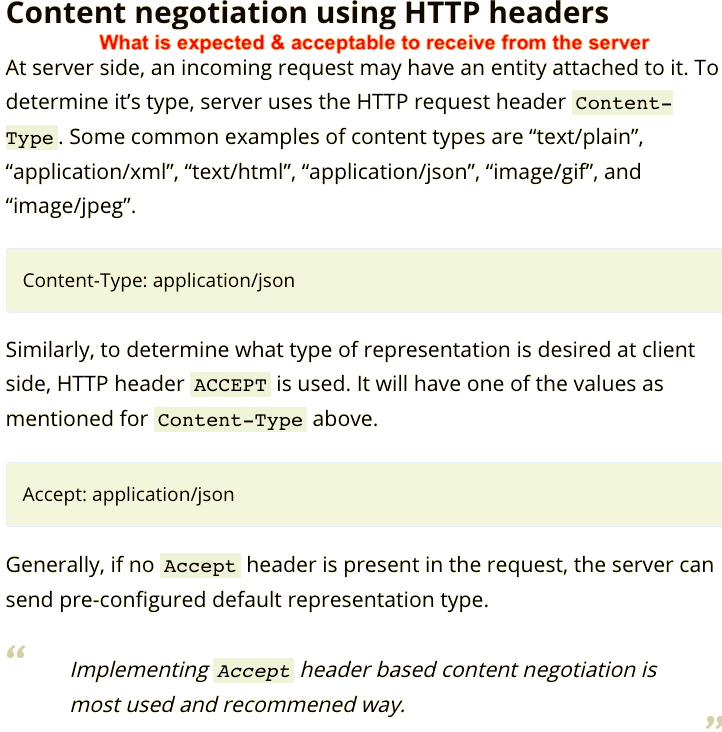 Content negotiation using HTTP headers
What is expected & acceptable to receive from the server
At server side, an incoming request may have an entity attached to it. To
determine it’s type, server uses the HTTP request header Content-
Type. Some common examples of content types are “text/plain”,
“application/xml”, “text/html”, “application/json”, “image/gif”, and
“image/jpeg”.
Content-Type: application/json
Similarly, to determine what type of representation is desired at client
side, HTTP header ACCEPT is used. It will have one of the values as
mentioned for Content-Type above.
Accept: application/json
Generally, if no Accept header is present in the request, the server can
send pre-configured default representation type.
“
Implementing Accept header based content negotiation is
most used and recommened way.
”